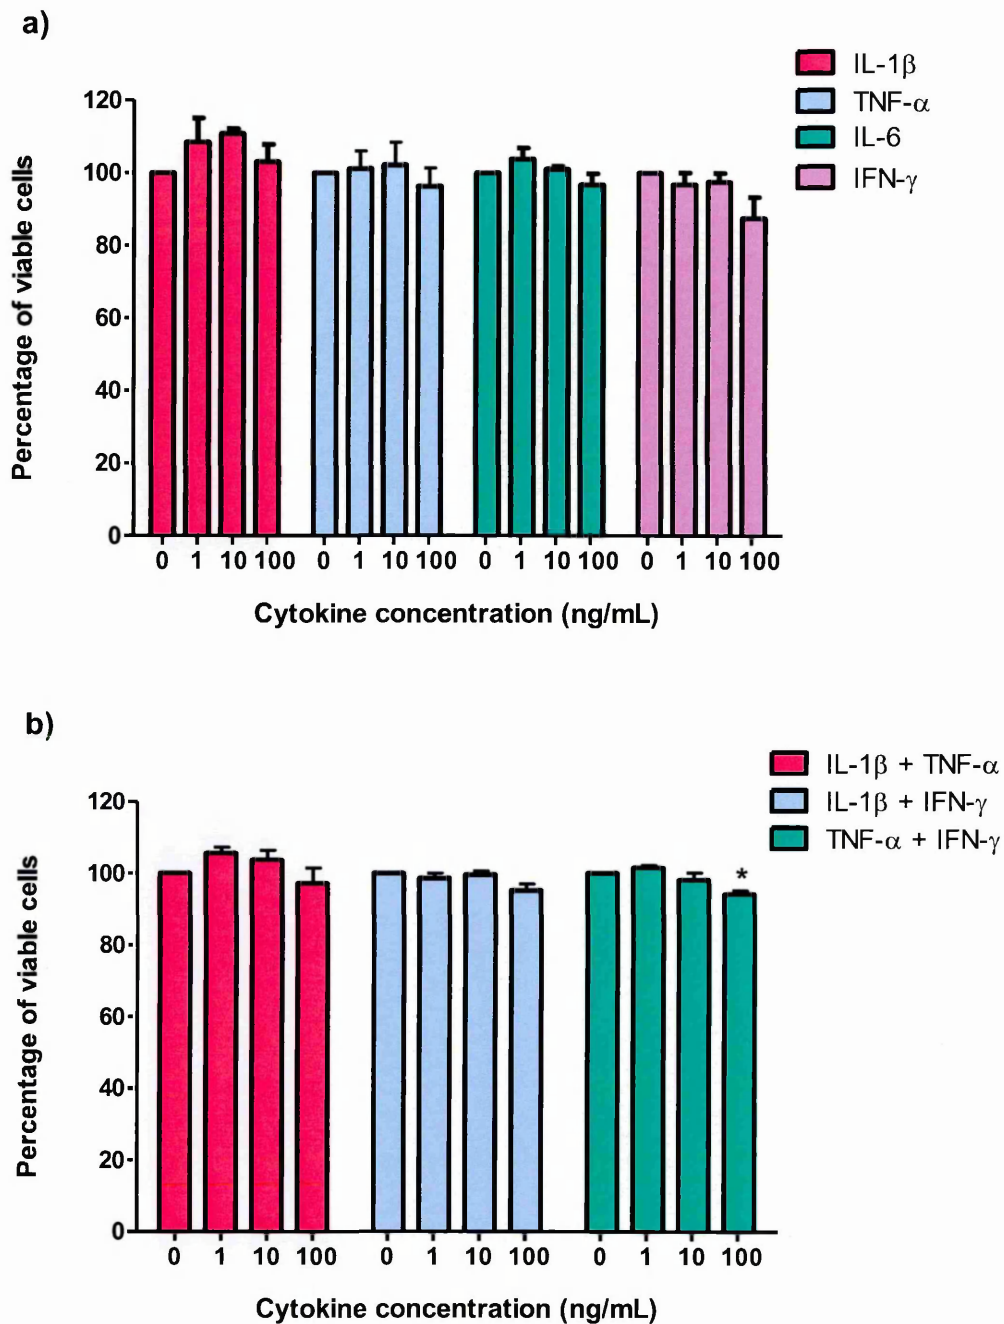 a)
IL-1β
TNF-α
IL-6
IFN-γ
Percentage of viable cells
120
100
80
60
40
20
0
0 1 10 100 0 1 10 100 0 1 10 100 0 1 10 100
Cytokine concentration (ng/mL)
b)
IL-1β + TNF-α
IL-1β + IFN-γ
TNF-α + IFN-γ
Percentage of viable cells
120
100
80
60
40
20
0
*
0 1 10 100 0 1 10 100 0 1 10 100
Cytokine concentration (ng/mL)